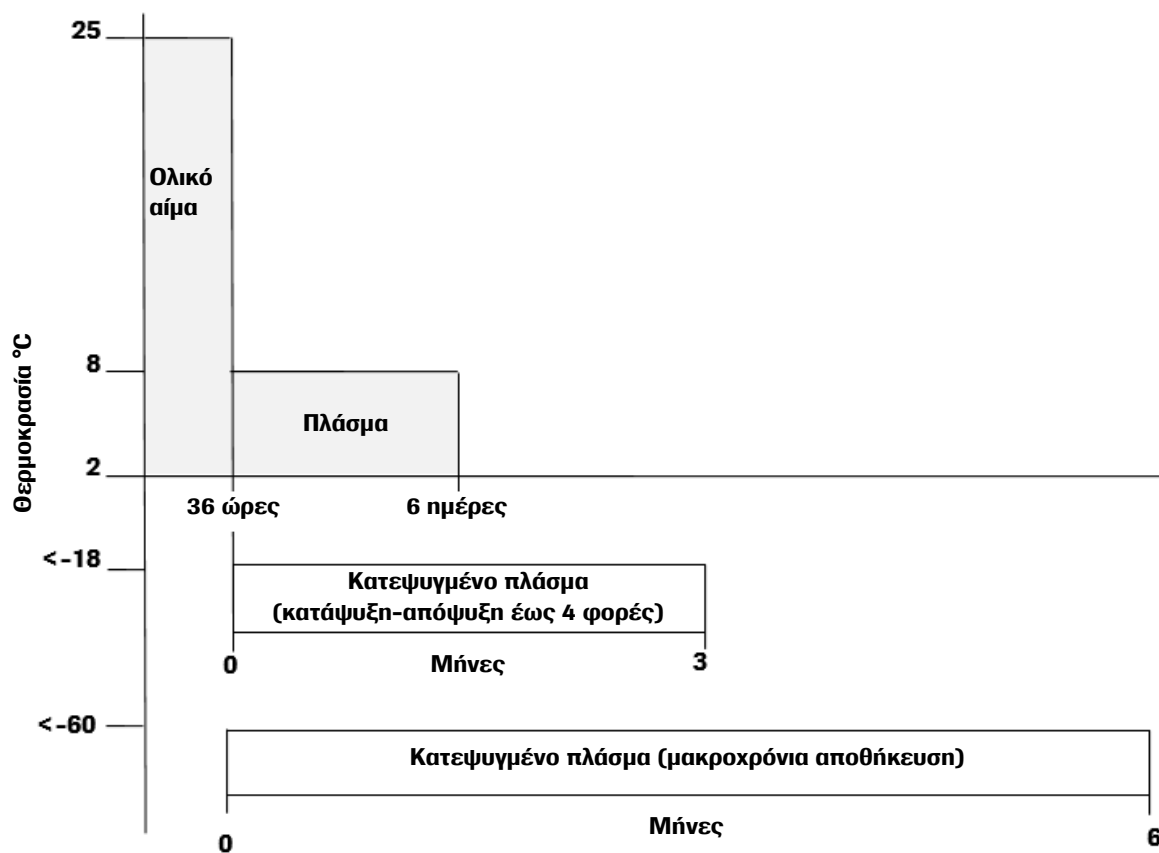 25
Ολικό
αίμα
Θερμοκρασία °C
8
Πλάσμα
2
36 ώρες
6 ημέρες
<-18
Κατεψυγμένο πλάσμα
(κατάψυξη-απόψυξη έως 4 φορές)
0
Μήνες
3
<-60
Κατεψυγμένο πλάσμα (μακροχρόνια αποθήκευση)
0
Μήνες
6